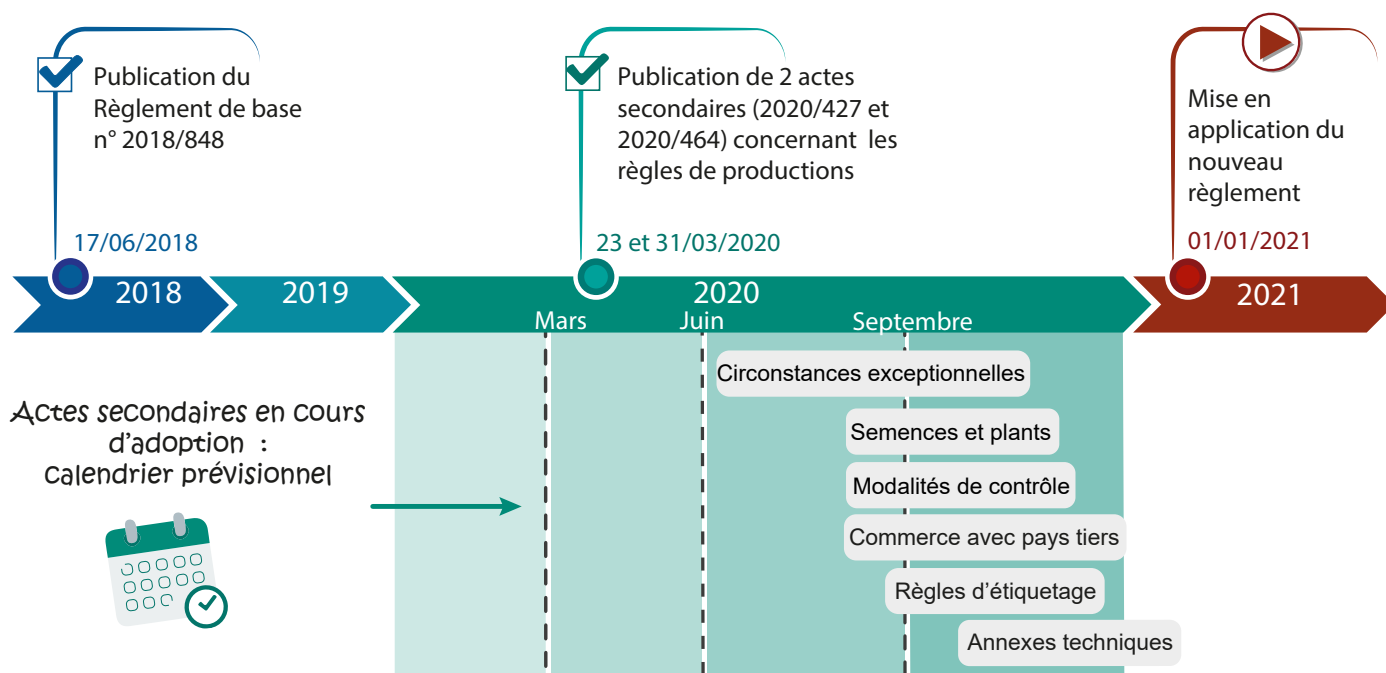 Publication du
Règlement de base
n° 2018/848
17/06/2018
Publication de 2 actes
secondaires (2020/427 et
2020/464) concernant les
règles de productions
23 et 31/03/2020
Mise en
application du
nouveau
règlement
01/01/2021
2018
2019
2020
2021
Mars
Juin
Septembre
Actes secondaires en cours
d'adoption :
calendrier prévisionnel
Circonstances exceptionnelles
Semences et plants
Modalités de contrôle
Commerce avec pays tiers
Règles d'étiquetage
Annexes techniques